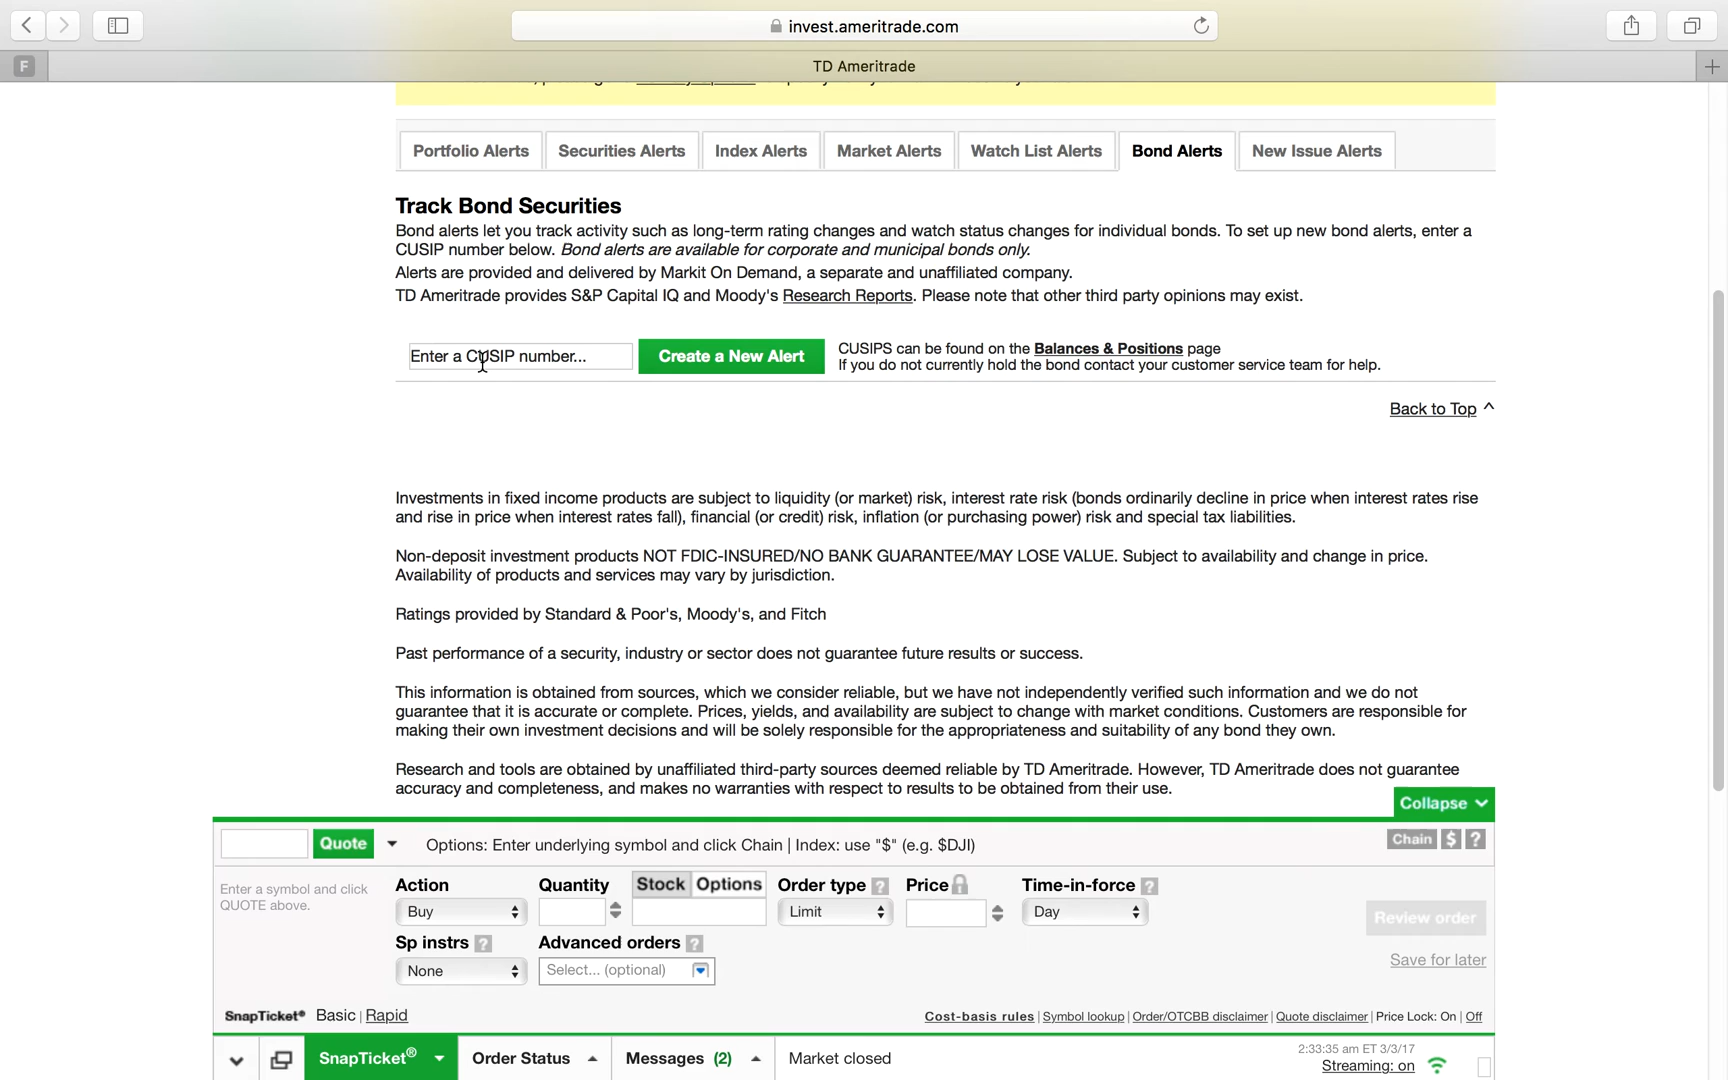 invest.ameritrade.com
F
TD Ameritrade
Portfolio Alerts
Securities Alerts
Index Alerts
Market Alerts
Watch List Alerts
Bond Alerts
New Issue Alerts
Track Bond Securities
Bond alerts let you track activity such as long-term rating changes and watch status changes for individual bonds. To set up new bond alerts, enter a
CUSIP number below. Bond alerts are available for corporate and municipal bonds only.
Alerts are provided and delivered by Markit On Demand, a separate and unaffiliated company.
TD Ameritrade provides S&P Capital IQ and Moody's Research Reports. Please note that other third party opinions may exist.
Enter a CUSIP number...
Create a New Alert
CUSIPS can be found on the Balances & Positions page
If you do not currently hold the bond contact your customer service team for help.
Back to Top ^
Investments in fixed income products are subject to liquidity (or market) risk, interest rate risk (bonds ordinarily decline in price when interest rates rise
and rise in price when interest rates fall), financial (or credit) risk, inflation (or purchasing power) risk and special tax liabilities.
Non-deposit investment products NOT FDIC-INSURED/NO BANK GUARANTEE/MAY LOSE VALUE. Subject to availability and change in price.
Availability of products and services may vary by jurisdiction.
Ratings provided by Standard & Poor's, Moody's, and Fitch
Past performance of a security, industry or sector does not guarantee future results or success.
This information is obtained from sources, which we consider reliable, but we have not independently verified such information and we do not
guarantee that it is accurate or complete. Prices, yields, and availability are subject to change with market conditions. Customers are responsible for
making their own investment decisions and will be solely responsible for the appropriateness and suitability of any bond they own.
Research and tools are obtained by unaffiliated third-party sources deemed reliable by TD Ameritrade. However, TD Ameritrade does not guarantee
accuracy and completeness, and makes no warranties with respect to results to be obtained from their use.
Collapse
Quote
Options: Enter underlying symbol and click Chain | Index: use "$" (e.g. $DJI)
Chain $ ?
Enter a symbol and click
QUOTE above.
Action
Buy
Quantity
Stock Options
Order type ?
Limit
Price
Time-in-force ?
Day
Review order
Sp instrs ?
None
Advanced orders ?
Select... (optional)
Save for later
SnapTicket® Basic | Rapid
Cost-basis rules | Symbol lookup | Order/OTCBB disclaimer | Quote disclaimer | Price Lock: On | Off
SnapTicket®
Order Status
Messages (2)
Market closed
2:33:35 am ET 3/3/17
Streaming: on